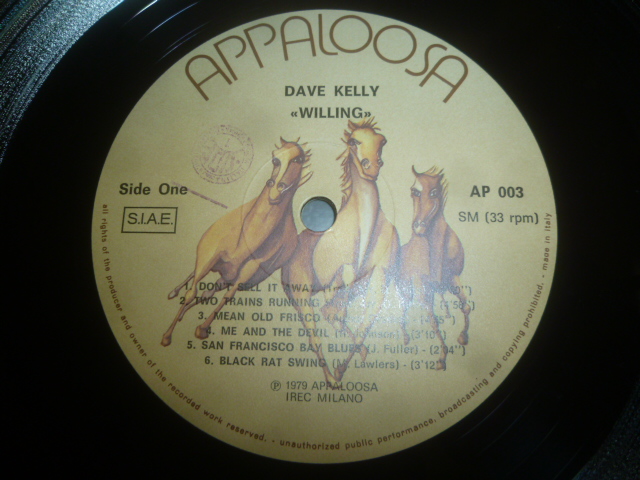 APPALOOSA
DAVE KELLY
«WILLING»
Side One
AP 003
S.I.A.E.
SM (33 rpm)
1. DON'T SELL IT AWAY
2. TWO TRAINS RUNNING
3. MEAN OLD FRISCO
4. ME AND THE DEVIL - (3'10'')
5. SAN FRANCISCO BAY BLUES (J. Fuller) - (2'44'')
6. BLACK RAT SWING (M. Lawlers) - (3'12'')
Ⓟ 1979 APPALOOSA
IREC MILANO
all rights of the producer and owner of the recorded work reserved. - unauthorized public performance, broadcasting and copying prohibited. - made in Italy